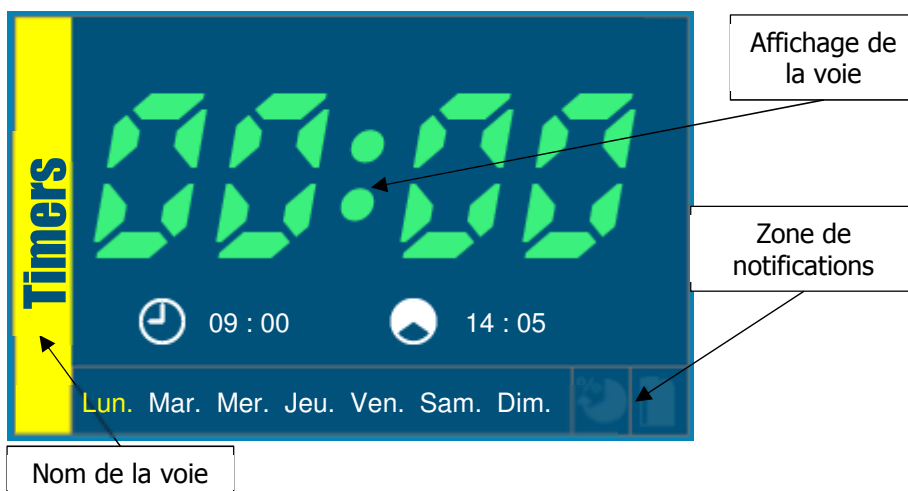 Affichage de
la voie
00:00
Timers
Zone de
notifications
09 : 00
14 : 05
Lun. Mar. Mer. Jeu. Ven. Sam. Dim.
Nom de la voie